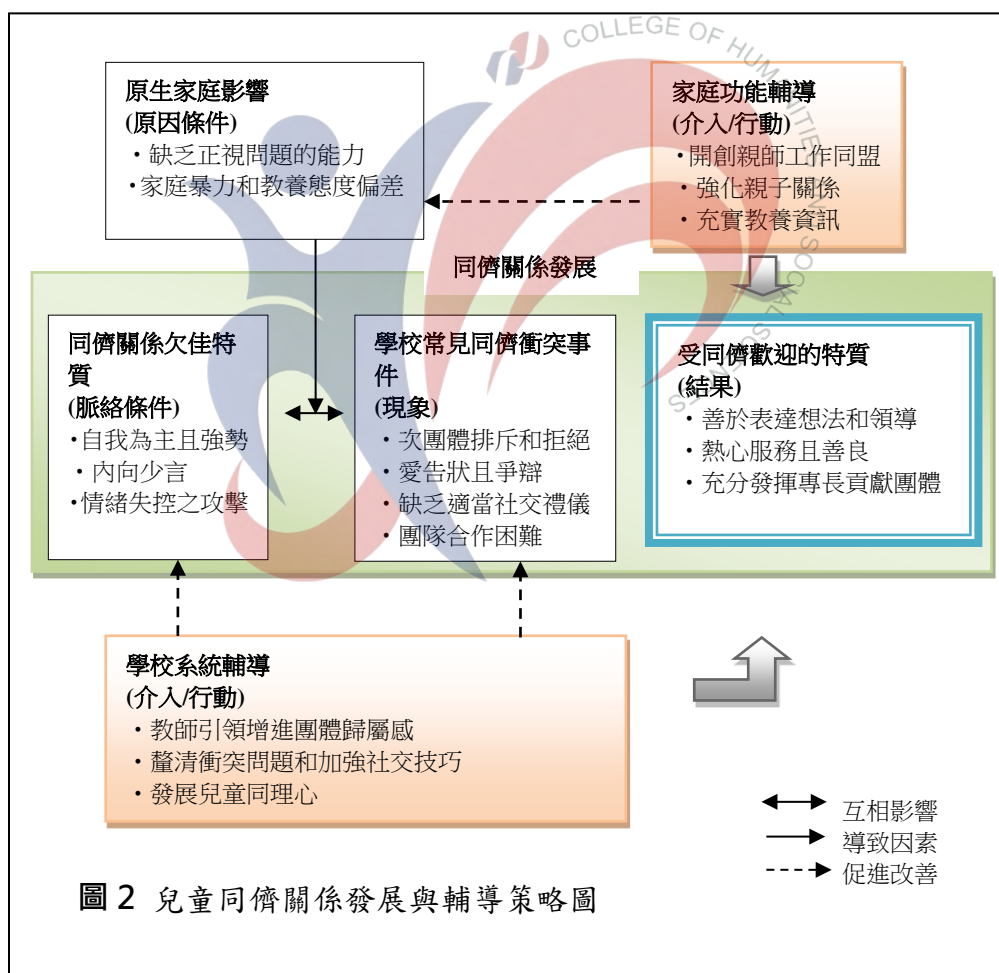 COLLEGE OF HUMANITIES AN SOCIAL SCIENCES
原生家庭影響
(原因條件)
・缺乏正視問題的能力
・家庭暴力和教養態度偏差
家庭功能輔導
(介入/行動)
・開創親師工作同盟
・強化親子關係
・充實教養資訊
同儕關係發展
同儕關係欠佳特
質
(脈絡條件)
・自我為主且強勢
・內向少言
・情緒失控之攻擊
學校常見同儕衝突事
件
(現象)
・次團體排斥和拒絕
・愛告狀且爭辯
・缺乏適當社交禮儀
・團隊合作困難
受同儕歡迎的特質
(結果)
・善於表達想法和領導
・熱心服務且善良
・充分發揮專長貢獻團體
學校系統輔導
(介入/行動)
・教師引領增進團體歸屬感
・釐清衝突問題和加強社交技巧
・發展兒童同理心
互相影響
導致因素
促進改善
圖 2 兒童同儕關係發展與輔導策略圖